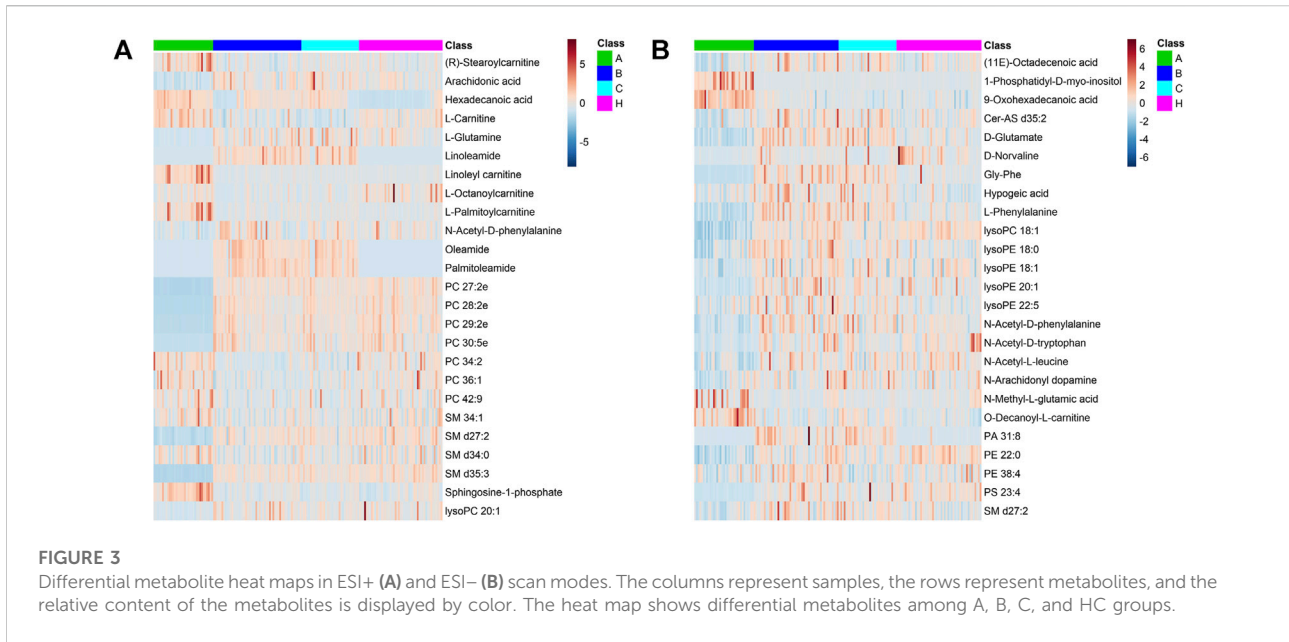 A
Class
(R)-Stearoylcarnitine
Arachidonic acid
Hexadecanoic acid
L-Carnitine
L-Glutamine
Linoleamide
Linoleyl carnitine
L-Octanoylcarnitine
L-Palmitoylcarnitine
N-Acetyl-D-phenylalanine
Oleamide
Palmitoleamide
PC 27:2e
PC 28:2e
PC 29:2e
PC 30:5e
PC 34:2
PC 36:1
PC 42:9
SM 34:1
SM d27:2
SM d34:0
SM d35:3
Sphingosine-1-phosphate
lysoPC 20:1
5
0
-5
Class
A
B
C
H
B
Class
(11E)-Octadecenoic acid
1-Phosphatidyl-D-myo-inositol
9-Oxohexadecanoic acid
Cer-AS d35:2
D-Glutamate
D-Norvaline
Gly-Phe
Hypogeic acid
L-Phenylalanine
lysoPC 18:1
lysoPE 18:0
lysoPE 18:1
lysoPE 20:1
lysoPE 22:5
N-Acetyl-D-phenylalanine
N-Acetyl-D-tryptophan
N-Acetyl-L-leucine
N-Arachidonyl dopamine
N-Methyl-L-glutamic acid
O-Decanoyl-L-carnitine
PA 31:8
PE 22:0
PE 38:4
PS 23:4
SM d27:2
6
4
2
0
-2
-4
-6
Class
A
B
C
H
FIGURE 3
Differential metabolite heat maps in ESI+ (A) and ESI− (B) scan modes. The columns represent samples, the rows represent metabolites, and the
relative content of the metabolites is displayed by color. The heat map shows differential metabolites among A, B, C, and HC groups.